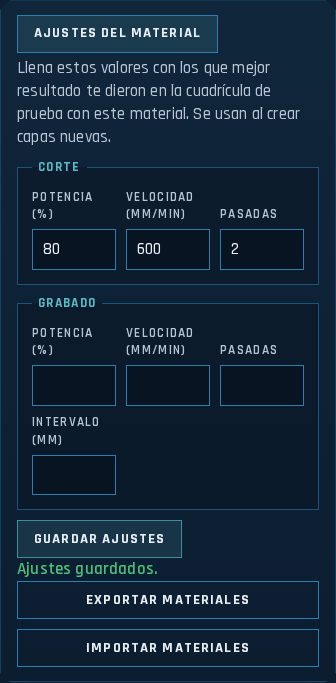 AJUSTES DEL MATERIAL
Llena estos valores con los que mejor
resultado te dieron en la cuadrícula de
prueba con este material. Se usan al crear
capas nuevas.
CORTE
POTENCIA (%)
VELOCIDAD (MM/MIN)
PASADAS
80
600
2
GRABADO
POTENCIA (%)
VELOCIDAD (MM/MIN)
PASADAS
INTERVALO (MM)
GUARDAR AJUSTES
Ajustes guardados.
EXPORTAR MATERIALES
IMPORTAR MATERIALES